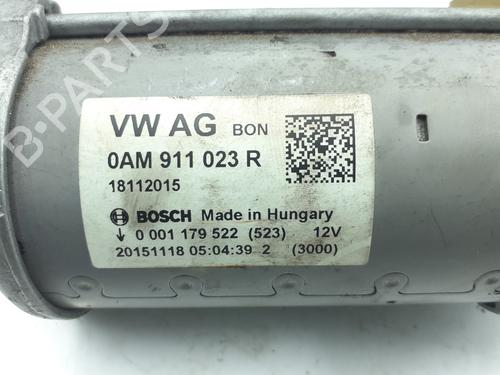 VW AG BON
0AM 911 023 R
18112015
BOSCH Made in Hungary
↓ 0 001 179 522 (523) 12V
20151118 05:04:39 2 (3000)